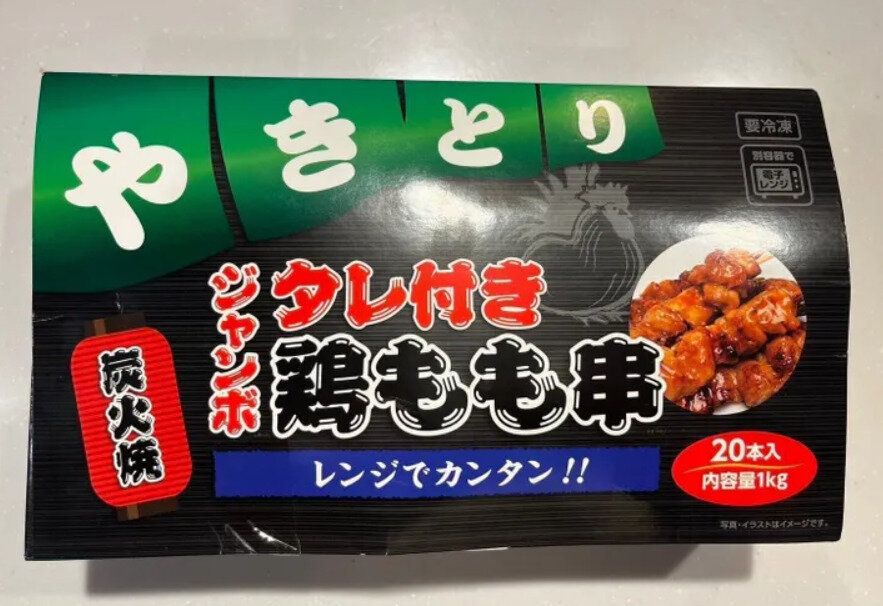 やきとり
要冷凍
別容器で
電子
レンジ
ジャンボ
タレ付き
鶏もも串
炭火焼
レンジでカンタン!!
20本入
内容量1kg
写真・イラストはイメージです。